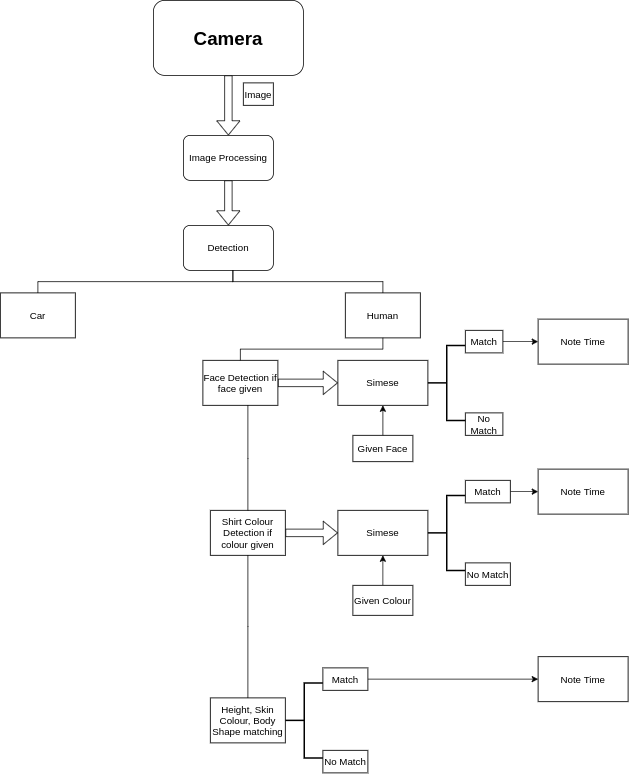 Camera
Image
Image Processing
Detection
Car
Human
Match
Note Time
Face Detection if
face given
Simese
No
Match
Given Face
Match
Note Time
Shirt Colour
Detection if
colour given
Simese
No Match
Given Colour
Match
Note Time
Height, Skin
Colour, Body
Shape matching
No Match